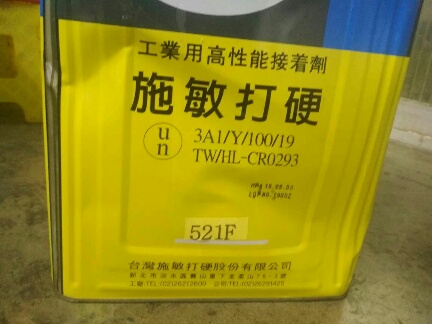 工業用高性能接着劑
施敏打硬
un
3A1/Y/100/19
TW/HL-CR0293
521F
台灣施敏打硬股份有限公司